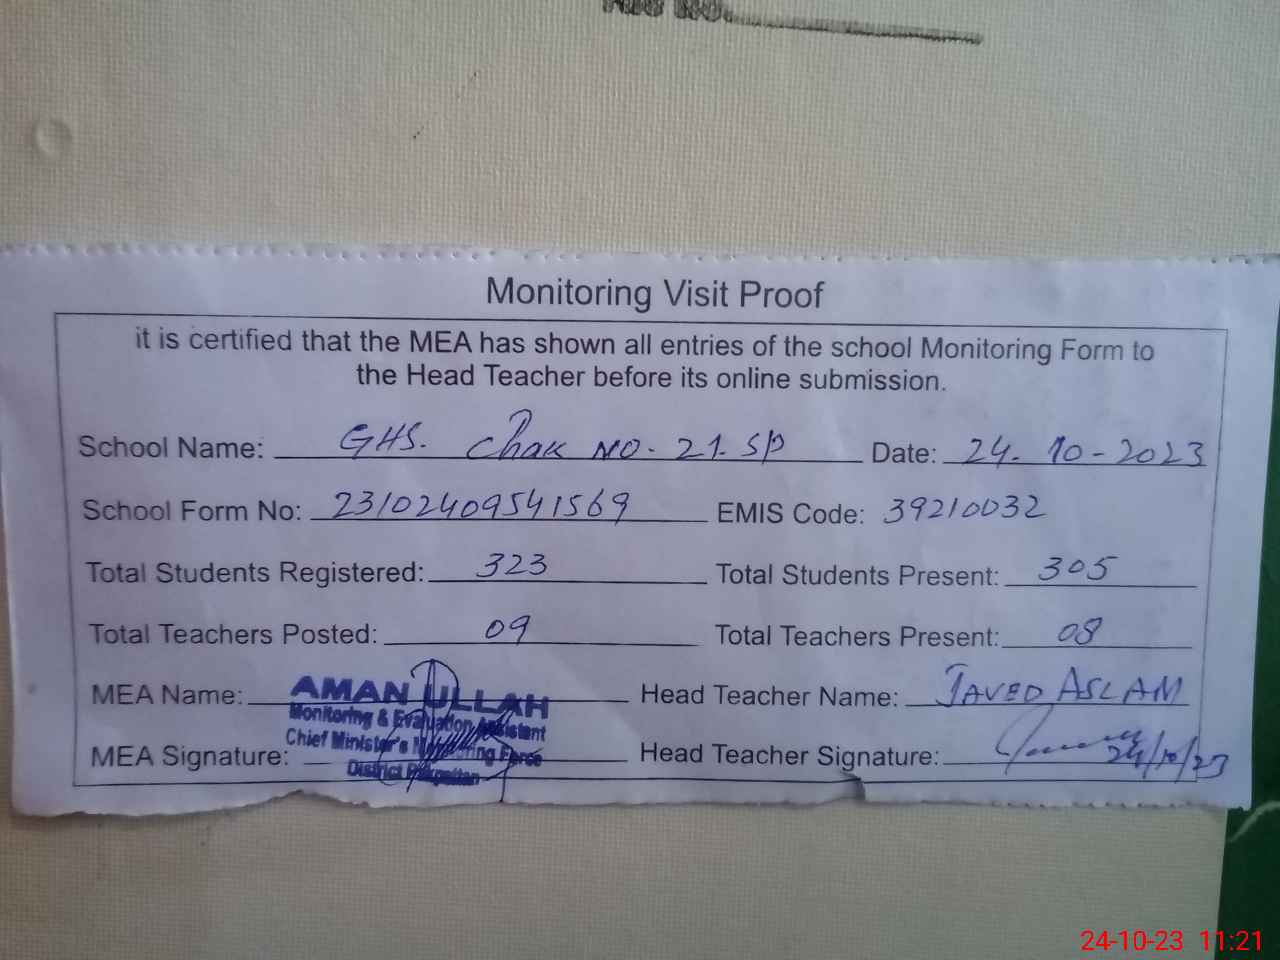 No.
Monitoring Visit Proof
it is certified that the MEA has shown all entries of the school Monitoring Form to
the Head Teacher before its online submission.
School Name: GHS. Chak NO. 21. SP Date: 24. 10-2023
School Form No: 23102409541569 EMIS Code: 39210032
Total Students Registered: 323 Total Students Present: 305
Total Teachers Posted: 09 Total Teachers Present: 08
MEA Name: AMAN ULLAH Head Teacher Name: JAVED ASLAM
Monitoring & Evaluation Assistant
Chief Minister's Monitoring Force
MEA Signature: Head Teacher Signature: 24/10/23
District Pakpattan
24-10-23 11:21